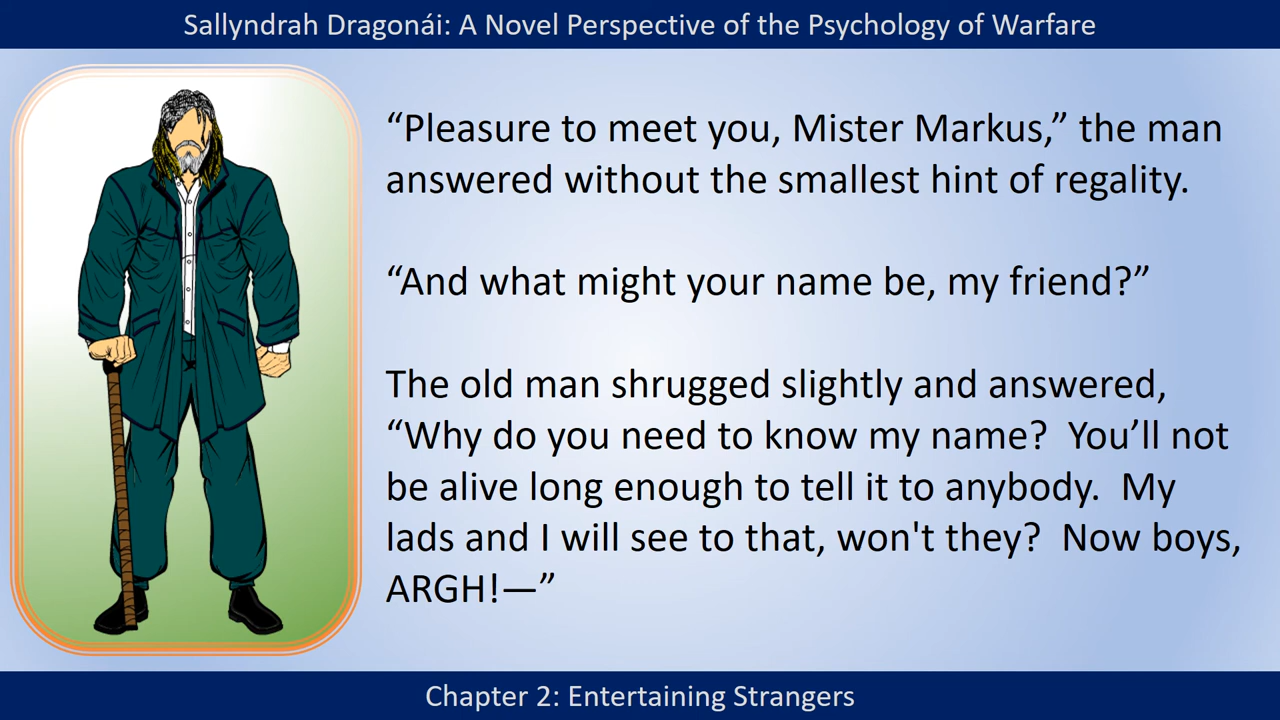 Sallyndrah Dragonái: A Novel Perspective of the Psychology of Warfare
“Pleasure to meet you, Mister Markus,” the man
answered without the smallest hint of regality.
“And what might your name be, my friend?”
The old man shrugged slightly and answered,
“Why do you need to know my name?  You’ll not
be alive long enough to tell it to anybody.  My
lads and I will see to that, won't they?  Now boys,
ARGH!—”
Chapter 2: Entertaining Strangers